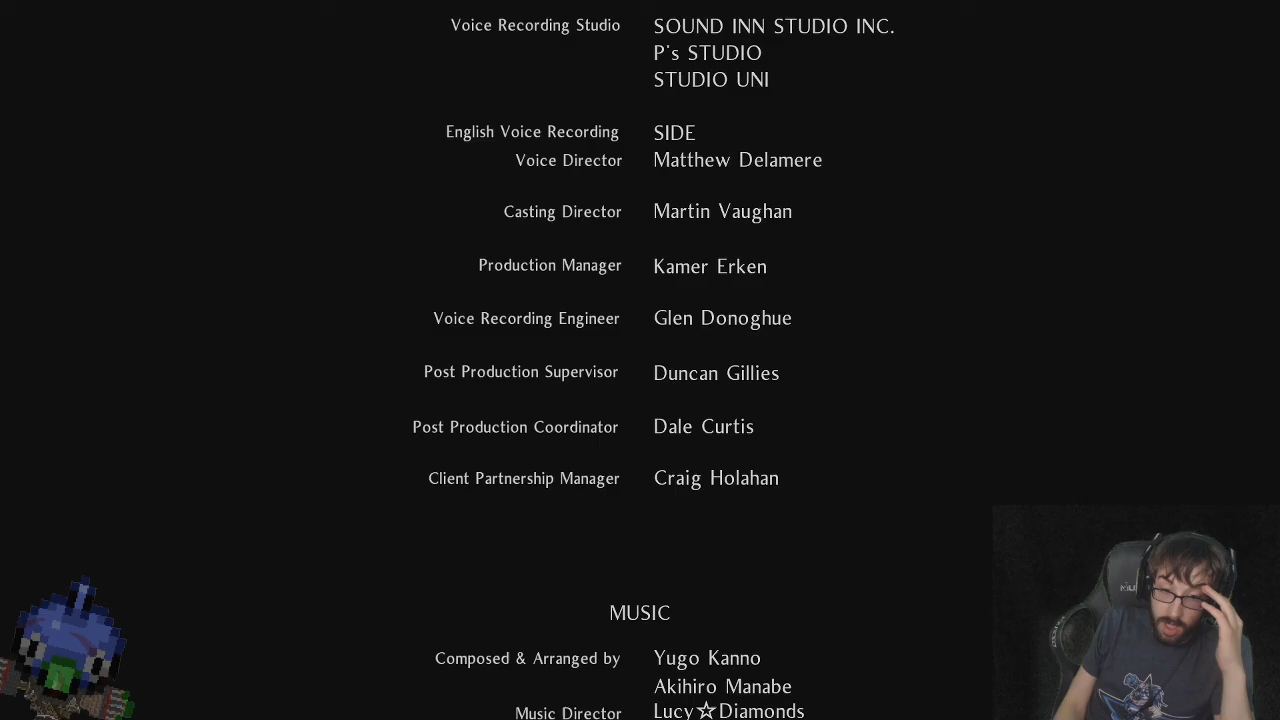 Voice Recording Studio SOUND INN STUDIO INC.
P's STUDIO
STUDIO UNI
English Voice Recording SIDE
Voice Director Matthew Delamere
Casting Director Martin Vaughan
Production Manager Kamer Erken
Voice Recording Engineer Glen Donoghue
Post Production Supervisor Duncan Gillies
Post Production Coordinator Dale Curtis
Client Partnership Manager Craig Holahan
MUSIC
Composed & Arranged by Yugo Kanno
Akihiro Manabe
Music Director Lucy☆Diamonds